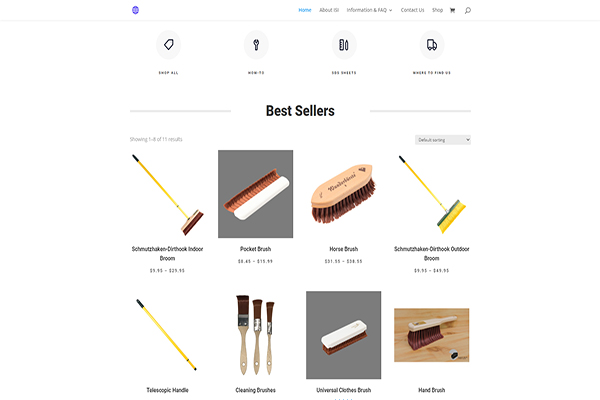 Home About ISI Information & FAQ Contact Us Shop
SHOP ALL HOW-TO SDS SHEETS WHERE TO FIND US
Best Sellers
Showing 1–8 of 11 results Default sorting
Schmutzhaken-Dirthook Indoor Broom
$9.95 – $29.95
Pocket Brush
$8.45 – $15.99
Horse Brush
$31.55 – $38.55
Schmutzhaken-Dirthook Outdoor Broom
$9.95 – $49.95
Telescopic Handle Cleaning Brushes Universal Clothes Brush Hand Brush